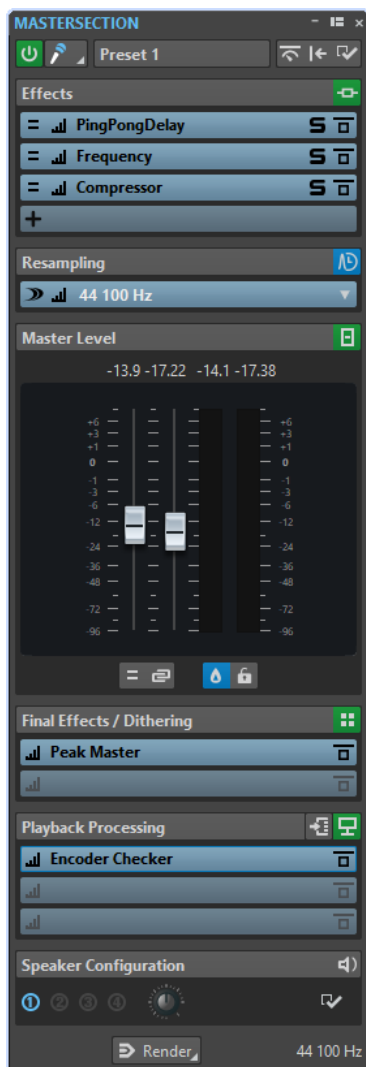 MASTERSECTION
Preset 1
Effects
PingPongDelay S
Frequency S
Compressor S
Resampling
44 100 Hz
Master Level
-13.9 -17.22 -14.1 -17.38
+6 +6
+3 +3
+1 +1
0 0
-1 -1
-3 -3
-6 -6
-12 -12
-24 -24
-36 -36
-48 -48
-72 -72
-96 -96
Final Effects / Dithering
Peak Master
Playback Processing
Encoder Checker
Speaker Configuration
1 2 3 4
Render 44 100 Hz